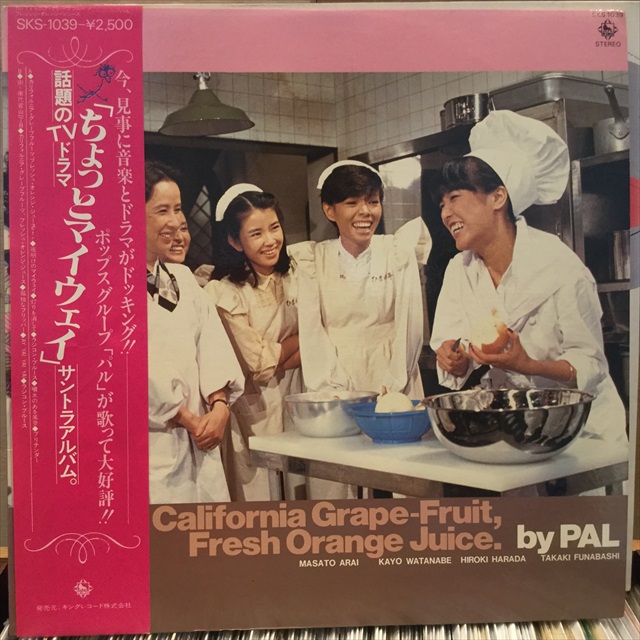 SKS-1039-¥2,500
話題のTVドラマ
「ちょっとマイウェイ」サントラアルバム。
今、見事に音楽とドラマがドッキング!!
ポップスグループ「パル」が歌って大好評!!
発売元/キングレコード株式会社
SKS 1039
STEREO
California Grape-Fruit,
Fresh Orange Juice. by PAL
MASATO ARAI KAYO WATANABE HIROKI HARADA TAKAKI FUNABASHI